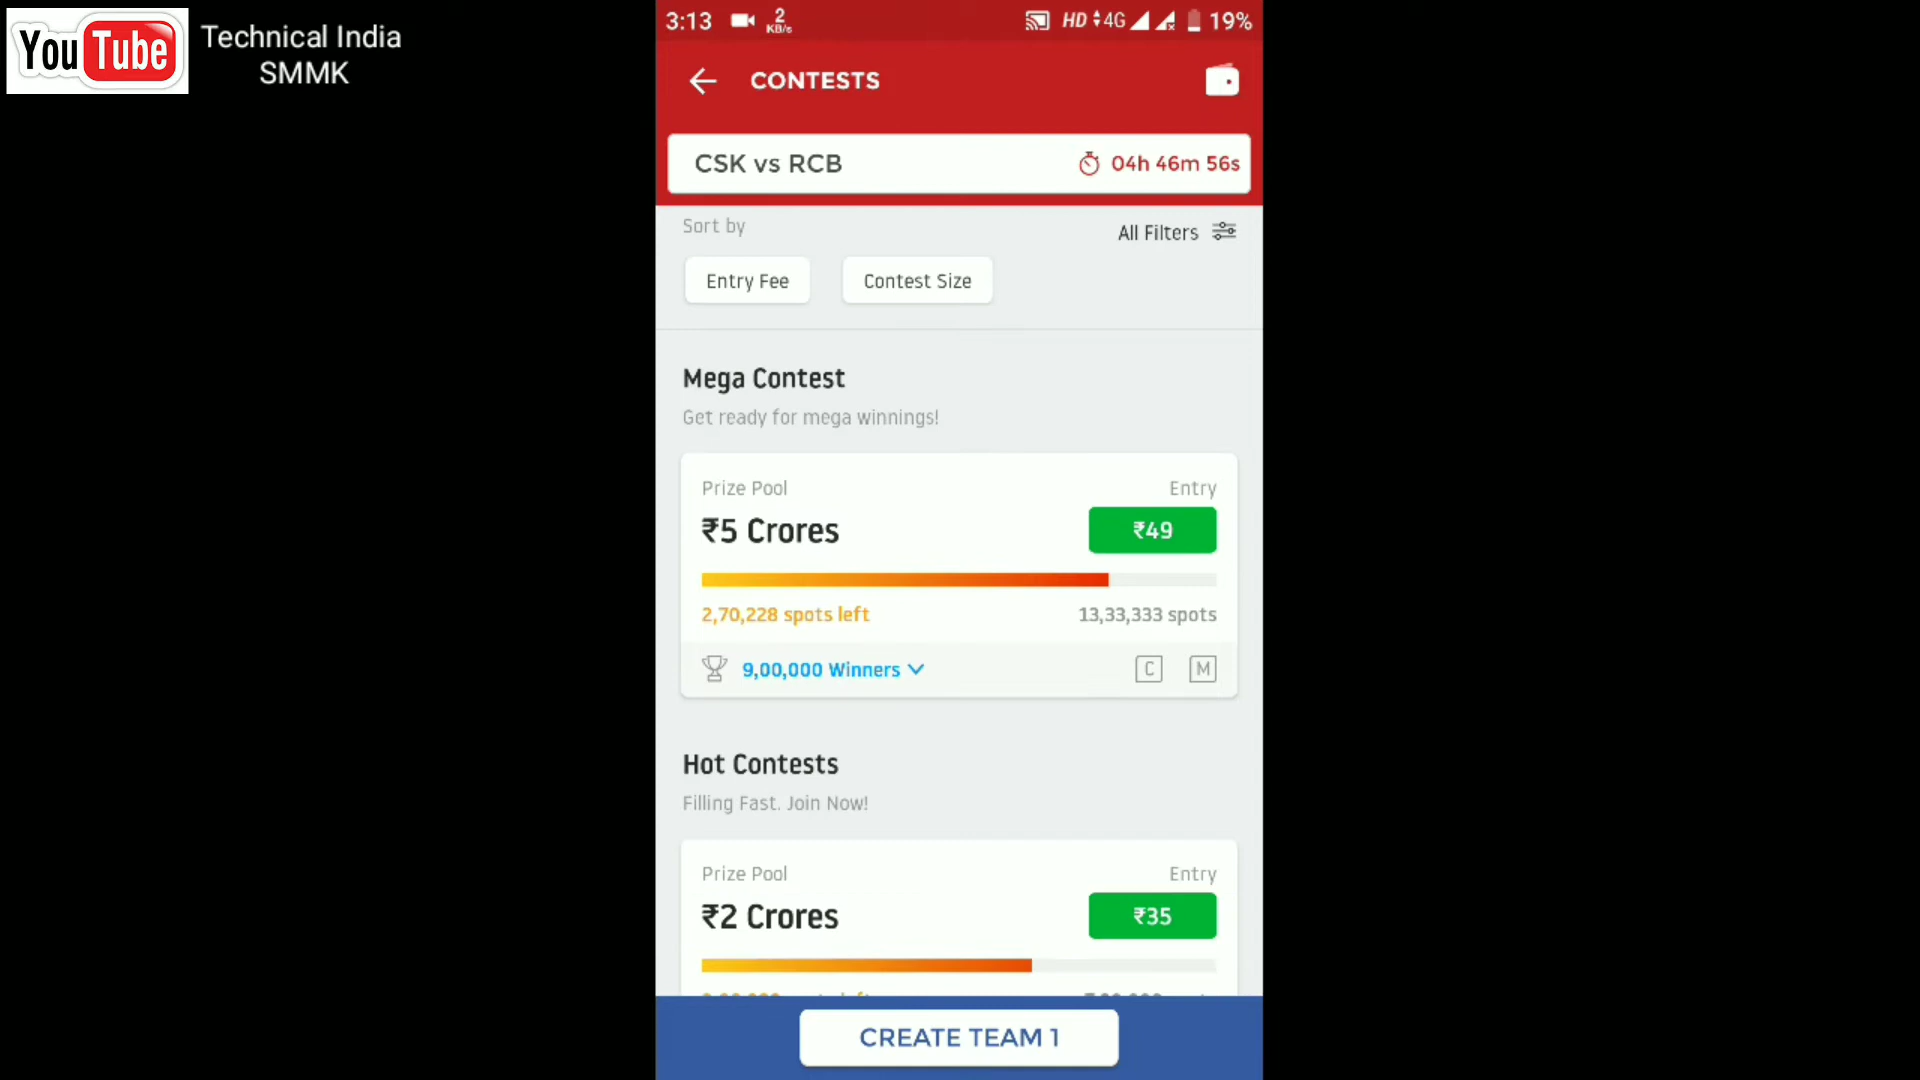 YouTube
Technical India
SMMK
3:13 2 KB/s HD 4G 19%
CONTESTS
CSK vs RCB 04h 46m 56s
Sort by All Filters
Entry Fee Contest Size
Mega Contest
Get ready for mega winnings!
Prize Pool Entry
₹5 Crores ₹49
2,70,228 spots left 13,33,333 spots
9,00,000 Winners C M
Hot Contests
Filling Fast. Join Now!
Prize Pool Entry
₹2 Crores ₹35
CREATE TEAM 1